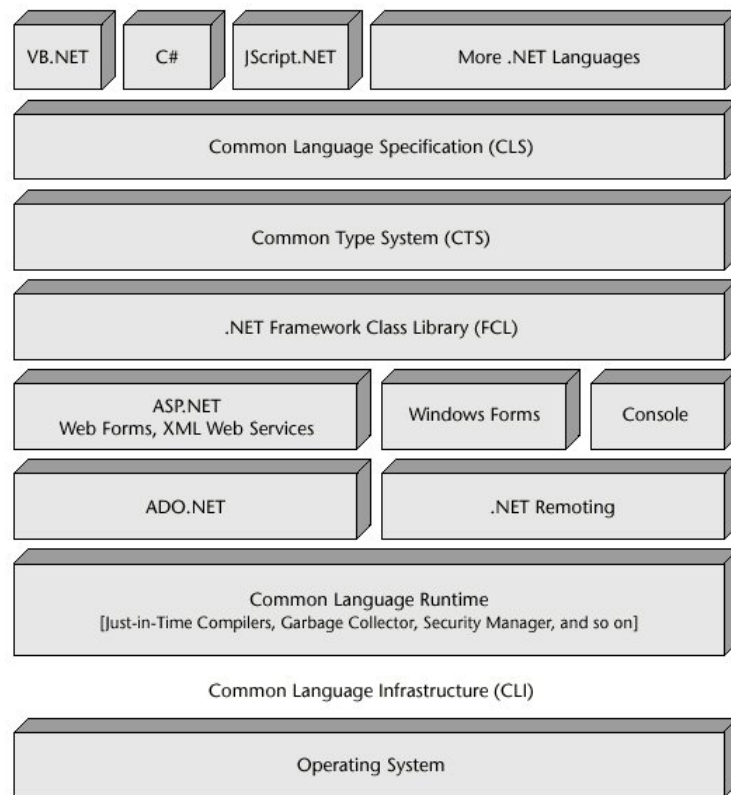 VB.NET
C#
JScript.NET
More .NET Languages
Common Language Specification (CLS)
Common Type System (CTS)
.NET Framework Class Library (FCL)
ASP.NET
Web Forms, XML Web Services
Windows Forms
Console
ADO.NET
.NET Remoting
Common Language Runtime
[Just-in-Time Compilers, Garbage Collector, Security Manager, and so on]
Common Language Infrastructure (CLI)
Operating System